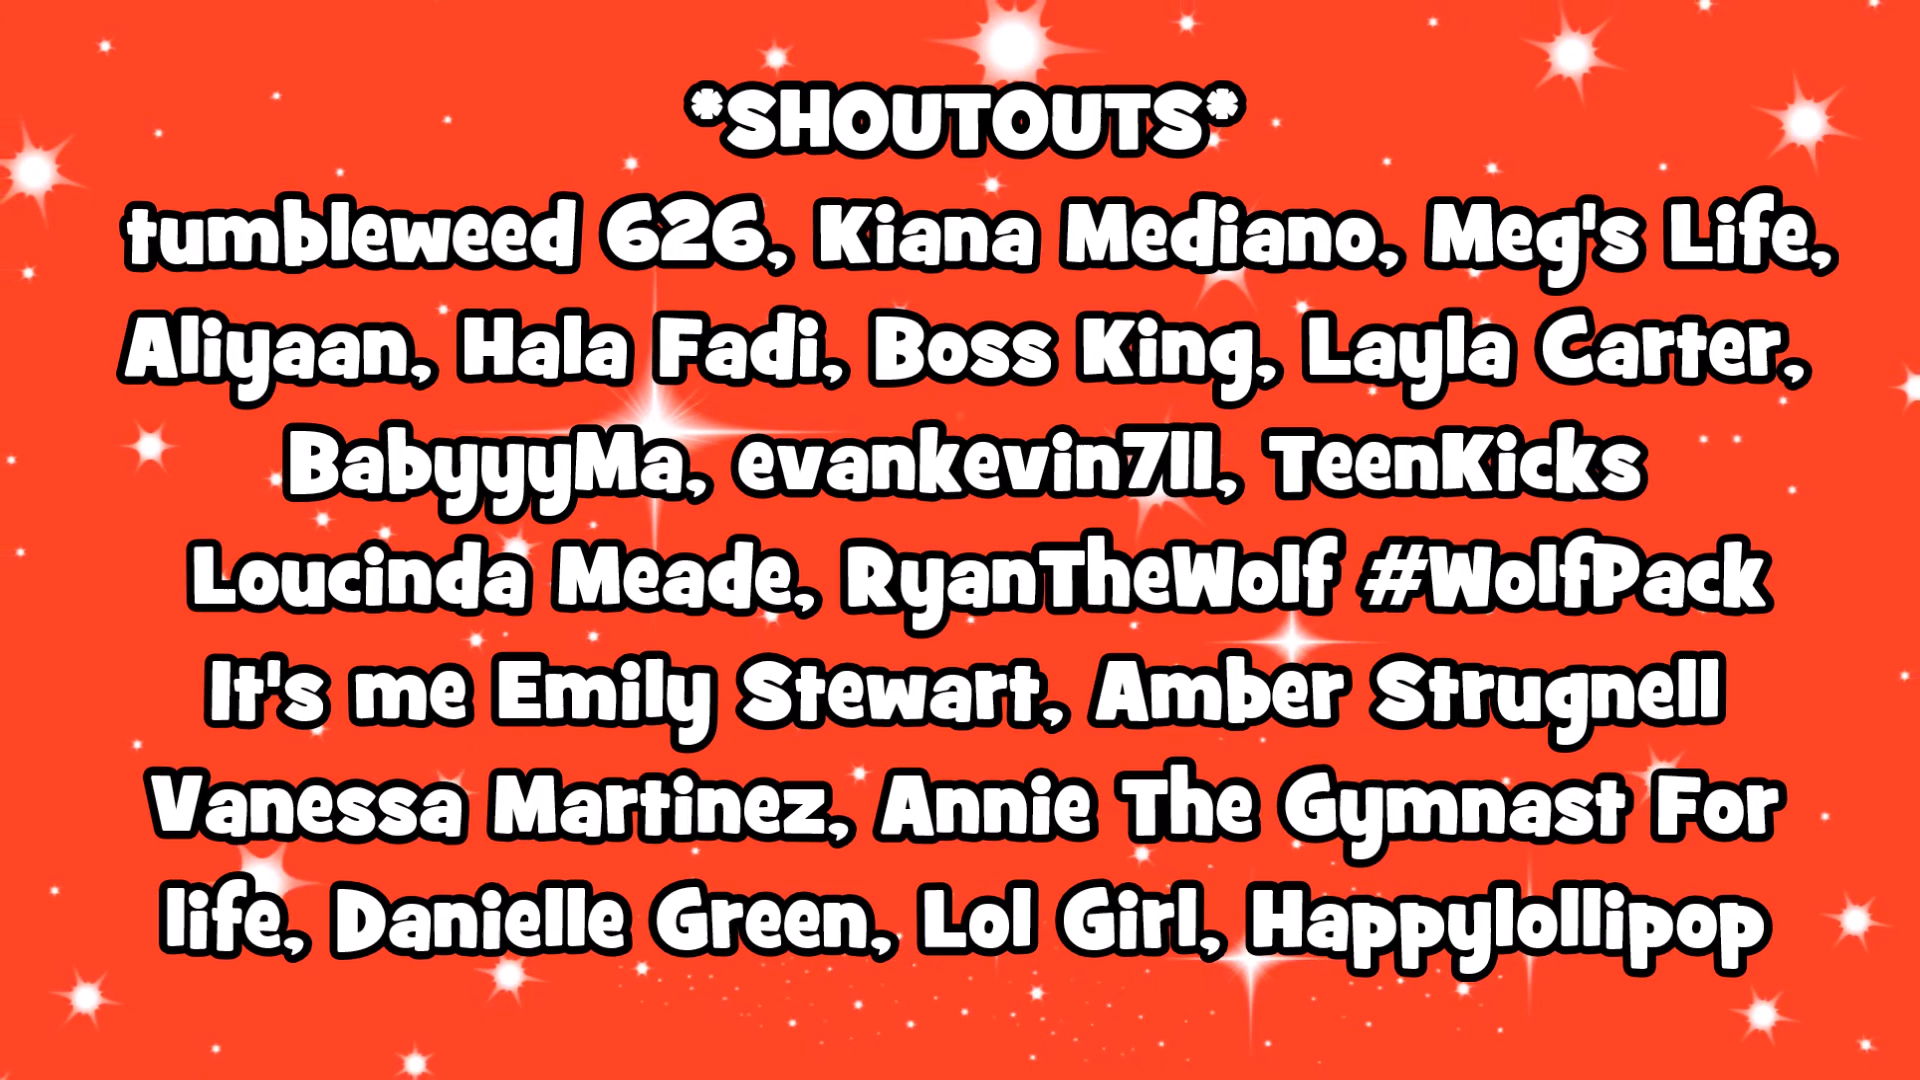 *SHOUTOUTS*
tumbleweed 626, Kiana Mediano, Meg's Life,
Aliyaan, Hala Fadi, Boss King, Layla Carter,
BabyyyMa, evankevin711, TeenKicks
Loucinda Meade, RyanTheWolf #WolfPack
It's me Emily Stewart, Amber Strugnell
Vanessa Martinez, Annie The Gymnast For
life, Danielle Green, Lol Girl, Happylollipop